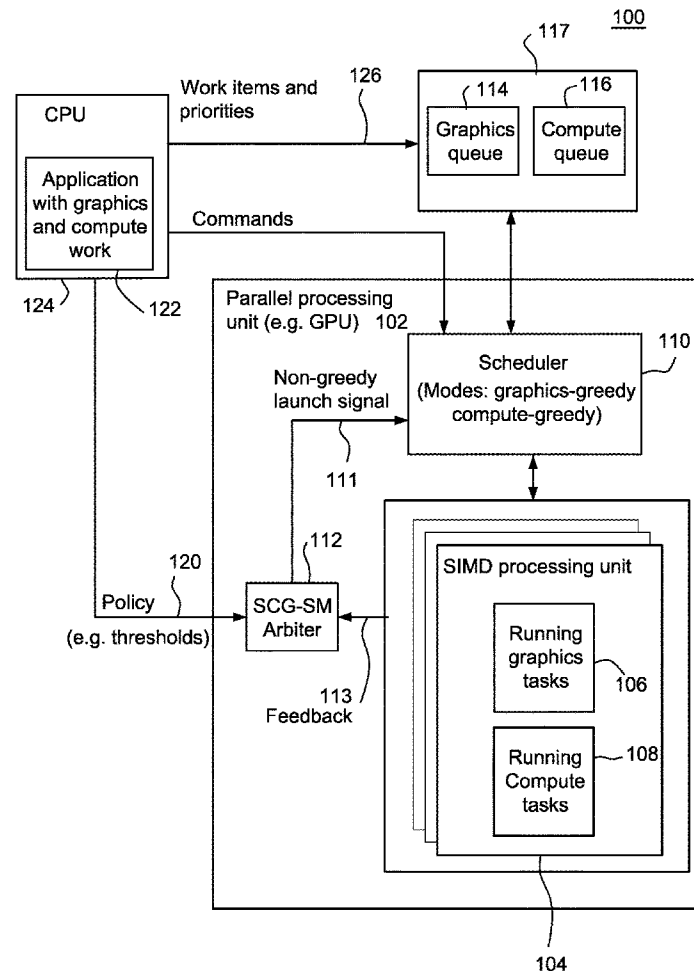 100
117
Work items and
priorities
126
114
116
CPU
Graphics
queue
Compute
queue
Application
with graphics
and compute
work
Commands
124
122
Parallel processing
unit (e.g. GPU) 102
110
Scheduler
(Modes: graphics-greedy
compute-greedy)
Non-greedy
launch signal
111
112
120
SIMD processing unit
Policy
(e.g. thresholds)
SCG-SM
Arbiter
Running
graphics
tasks
106
113
Feedback
Running
Compute
tasks
108
104